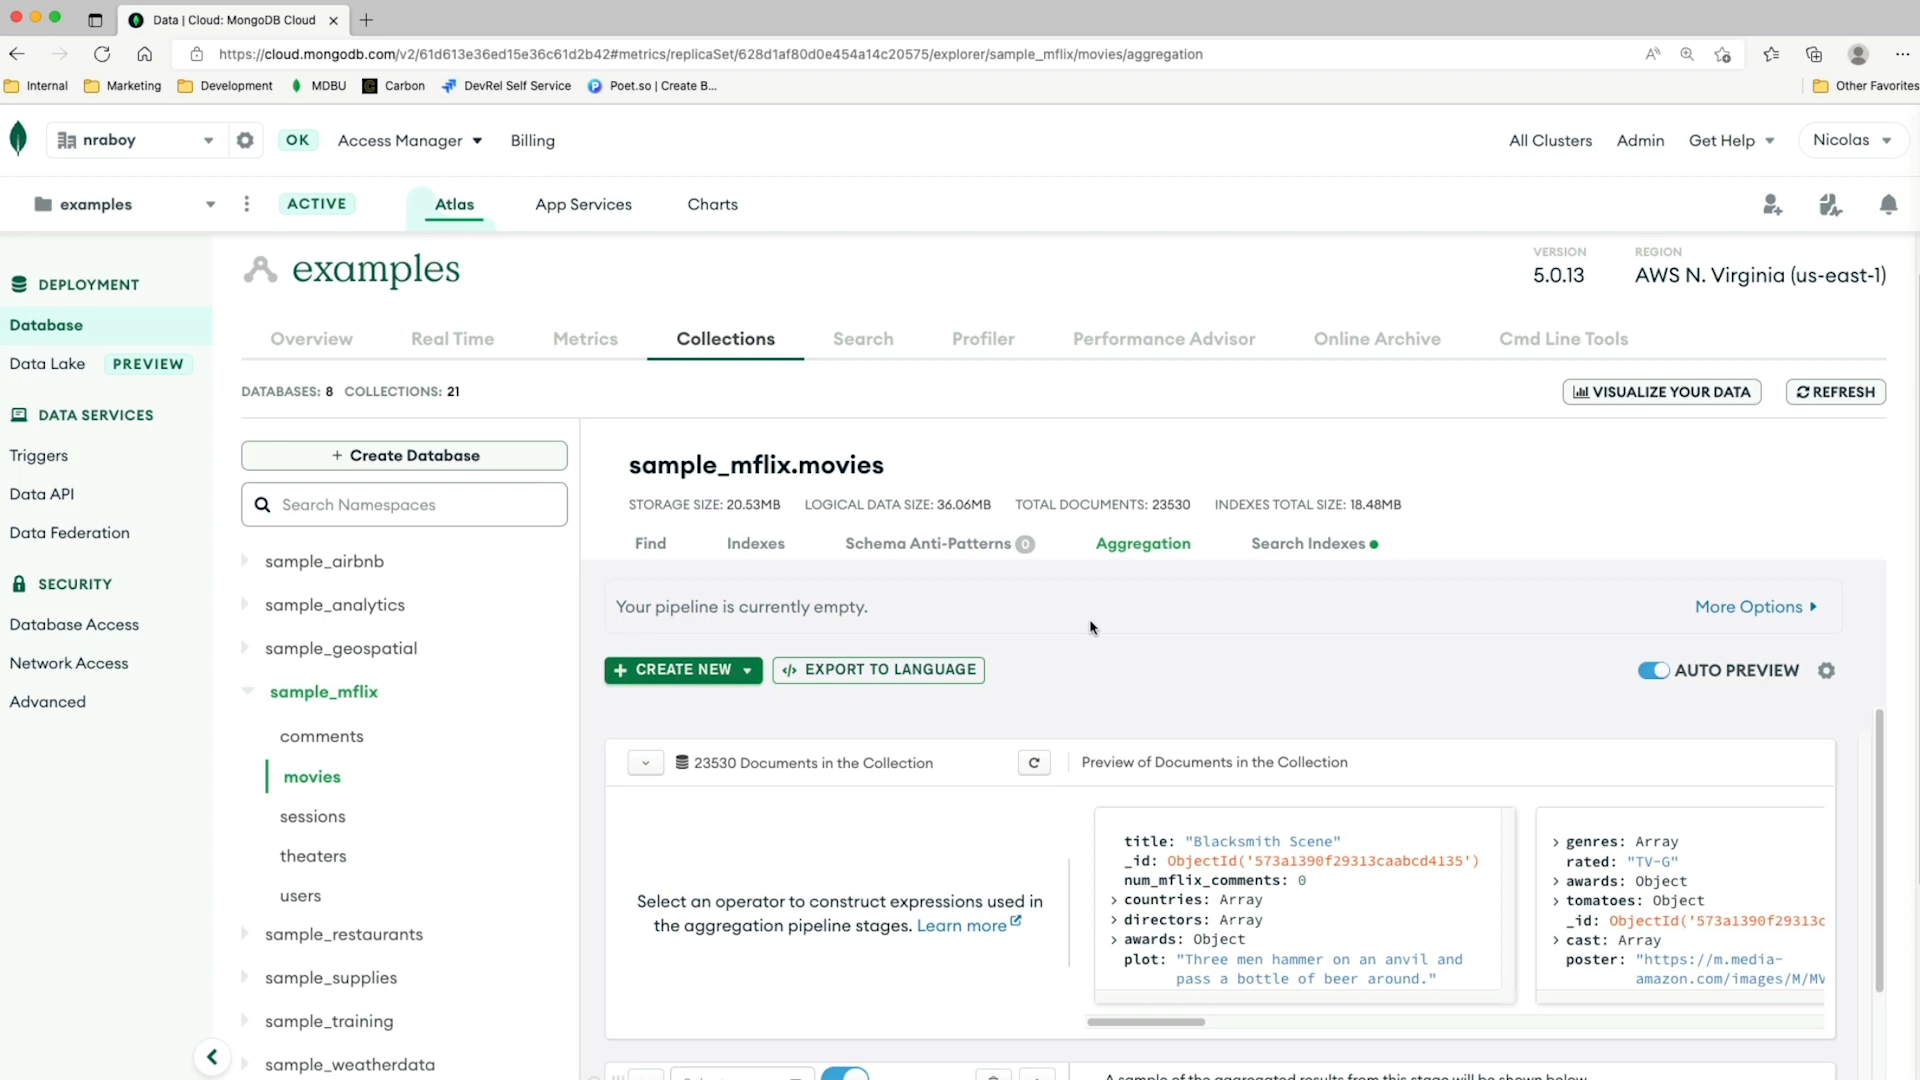 Data | Cloud: MongoDB Cloud
https://cloud.mongodb.com/v2/61d613e36ed15e36c61d2b42#metrics/replicaSet/628d1af80d0e454a14c20575/explorer/sample_mflix/movies/aggregation
Internal Marketing Development MDBU Carbon DevRel Self Service Poet.so | Create B... Other Favorites
nraboy OK Access Manager Billing All Clusters Admin Get Help Nicolas
examples ACTIVE Atlas App Services Charts
DEPLOYMENT
Database
Data Lake PREVIEW
DATA SERVICES
Triggers
Data API
Data Federation
SECURITY
Database Access
Network Access
Advanced
examples
VERSION
5.0.13
REGION
AWS N. Virginia (us-east-1)
Overview Real Time Metrics Collections Search Profiler Performance Advisor Online Archive Cmd Line Tools
DATABASES: 8 COLLECTIONS: 21
VISUALIZE YOUR DATA REFRESH
+ Create Database
Search Namespaces
sample_airbnb
sample_analytics
sample_geospatial
sample_mflix
comments
movies
sessions
theaters
users
sample_restaurants
sample_supplies
sample_training
sample_weatherdata
sample_mflix.movies
STORAGE SIZE: 20.53MB LOGICAL DATA SIZE: 36.06MB TOTAL DOCUMENTS: 23530 INDEXES TOTAL SIZE: 18.48MB
Find Indexes Schema Anti-Patterns 0 Aggregation Search Indexes
Your pipeline is currently empty. More Options
+ CREATE NEW </> EXPORT TO LANGUAGE AUTO PREVIEW
23530 Documents in the Collection
Preview of Documents in the Collection
Select an operator to construct expressions used in
the aggregation pipeline stages. Learn more
title: "Blacksmith Scene"
_id: ObjectId('573a1390f29313caabcd4135')
num_mflix_comments: 0
countries: Array
directors: Array
awards: Object
plot: "Three men hammer on an anvil and
pass a bottle of beer around."
genres: Array
rated: "TV-G"
awards: Object
tomatoes: Object
_id: ObjectId('573a1390f29313c
cast: Array
poster: "https://m.media-
amazon.com/images/M/MV
A sample of the aggregated results from this stage will be shown below